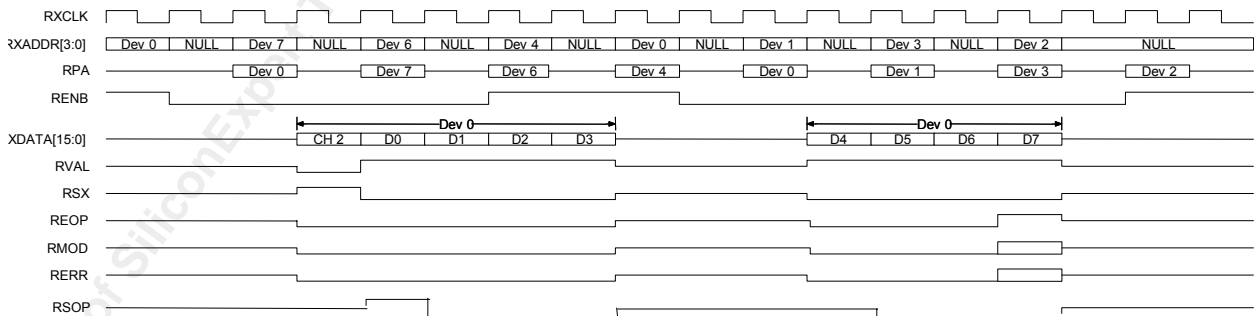 RXCLK
RXADDR[3:0] Dev 0 NULL Dev 7 NULL Dev 6 NULL Dev 4 NULL Dev 0 NULL Dev 1 NULL Dev 3 NULL Dev 2 NULL
RPA Dev 0 Dev 7 Dev 6 Dev 4 Dev 0 Dev 1 Dev 3 Dev 2
RENB
Dev 0 Dev 0
XDATA[15:0] CH 2 D0 D1 D2 D3 D4 D5 D6 D7
RVAL
RSX
REOP
RMOD
RERR
RSOP
of SiliconExpert